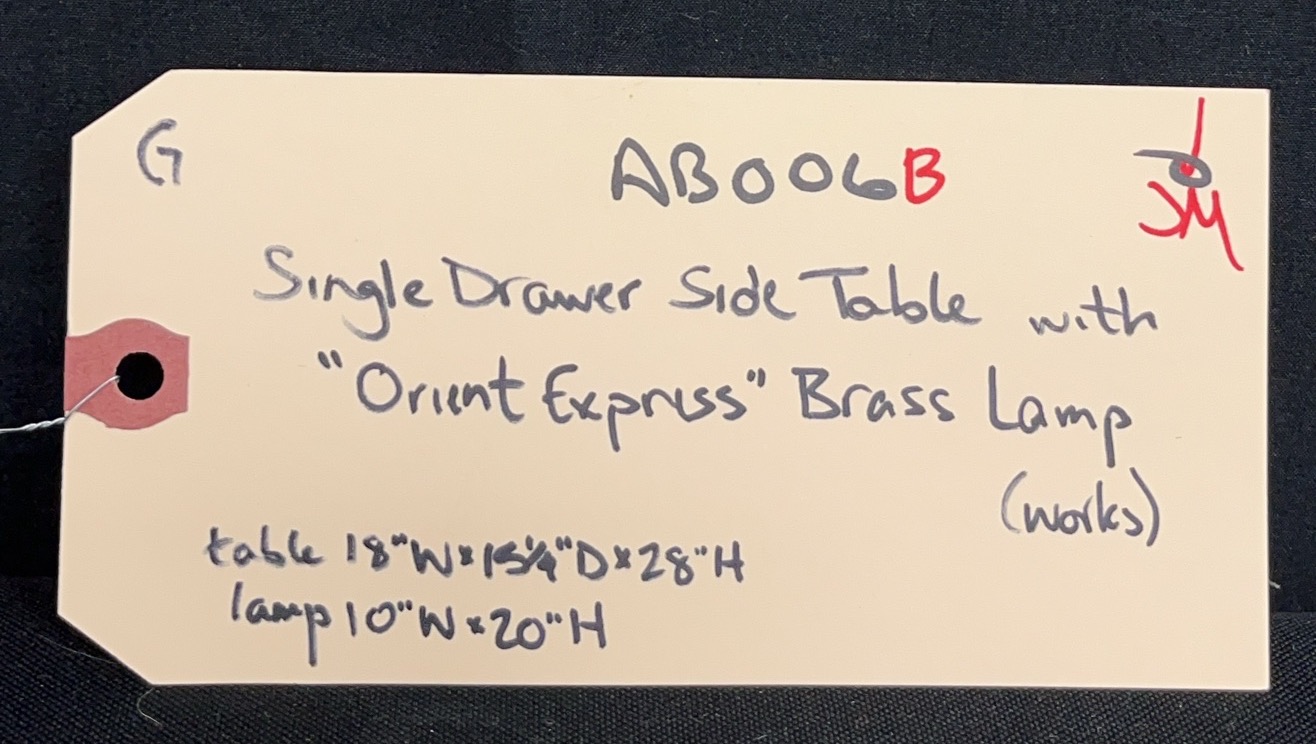 G
AB006B
JM
Single Drawer Side Table with
"Orient Express" Brass Lamp
(works)
table 18"W x 15¼"D x 28"H
lamp 10"W x 20"H